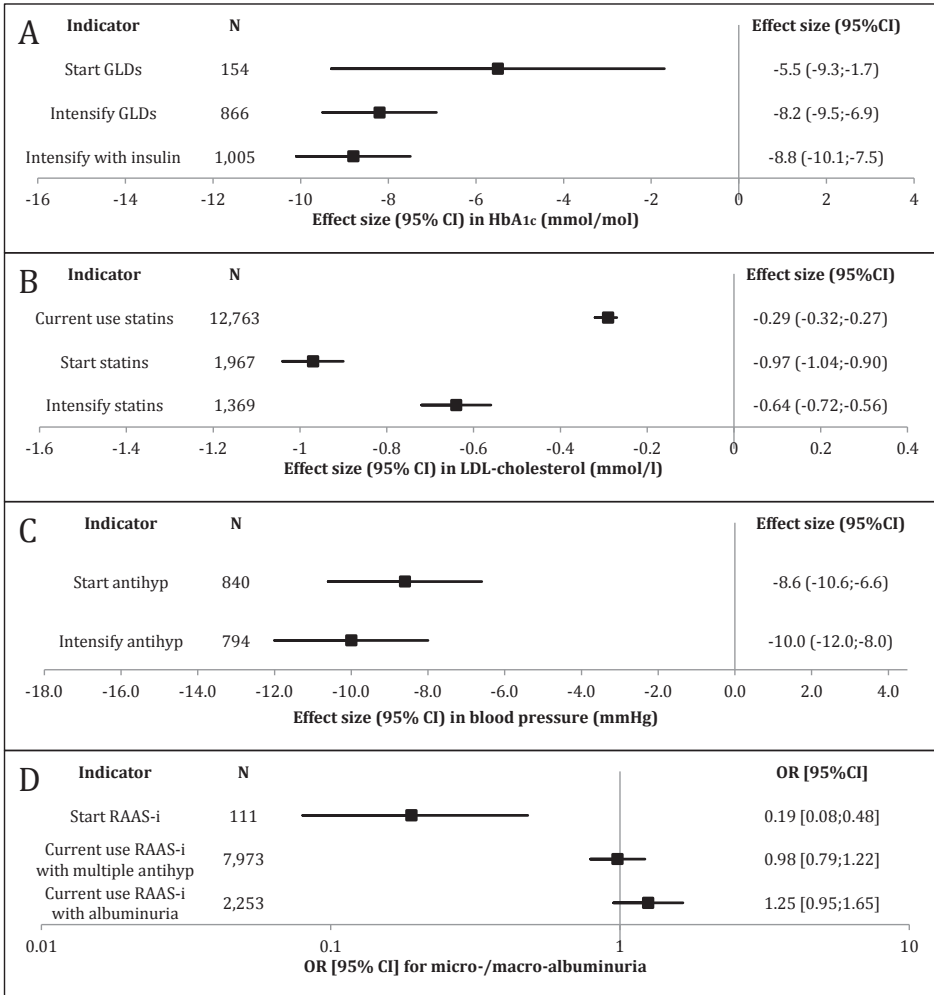 A
Indicator N Effect size (95%CI)
Start GLDs 154 -5.5 (-9.3;-1.7)
Intensify GLDs 866 -8.2 (-9.5;-6.9)
Intensify with insulin 1,005 -8.8 (-10.1;-7.5)
-16 -14 -12 -10 -8 -6 -4 -2 0 2 4
Effect size (95% CI) in HbA1c (mmol/mol)
B
Indicator N Effect size (95%CI)
Current use statins 12,763 -0.29 (-0.32;-0.27)
Start statins 1,967 -0.97 (-1.04;-0.90)
Intensify statins 1,369 -0.64 (-0.72;-0.56)
-1.6 -1.4 -1.2 -1 -0.8 -0.6 -0.4 -0.2 0 0.2 0.4
Effect size (95% CI) in LDL-cholesterol (mmol/l)
C
Indicator N Effect size (95%CI)
Start antihyp 840 -8.6 (-10.6;-6.6)
Intensify antihyp 794 -10.0 (-12.0;-8.0)
-18.0 -16.0 -14.0 -12.0 -10.0 -8.0 -6.0 -4.0 -2.0 0.0 2.0 4.0
Effect size (95% CI) in blood pressure (mmHg)
D
Indicator N OR [95%CI]
Start RAAS-i 111 0.19 [0.08;0.48]
Current use RAAS-i
with multiple antihyp 7,973 0.98 [0.79;1.22]
Current use RAAS-i
with albuminuria 2,253 1.25 [0.95;1.65]
0.01 0.1 1 10
OR [95% CI] for micro-/macro-albuminuria